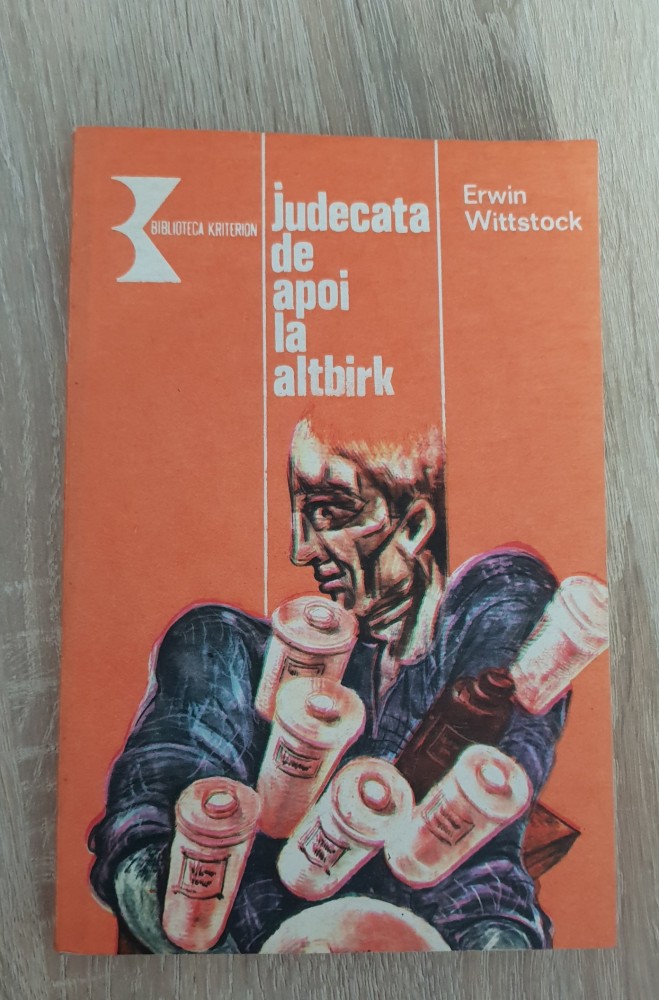 BIBLIOTECA KRITERION
judecata
de
apoi
la
altbirk
Erwin
Wittstock